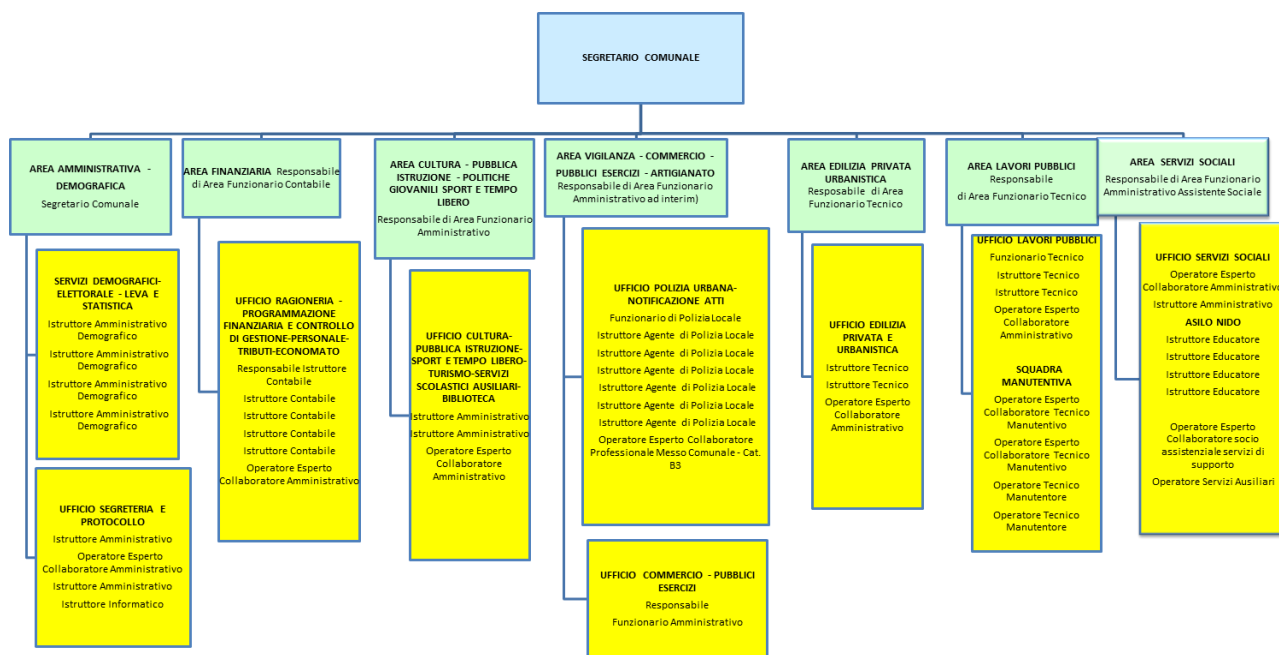 SEGRETARIO COMUNALE
AREA AMMINISTRATIVA -
DEMOGRAFICA
Segretario Comunale
SERVIZI DEMOGRAFICI-
ELETTORALE - LEVA E
STATISTICA
Istruttore Amministrativo
Demografico
Istruttore Amministrativo
Demografico
Istruttore Amministrativo
Demografico
Istruttore Amministrativo
Demografico
UFFICIO SEGRETERIA E
PROTOCOLLO
Istruttore Amministrativo
Operatore Esperto
Collaboratore Amministrativo
Istruttore Amministrativo
Istruttore Informatico
AREA FINANZIARIA Responsabile
di Area Funzionario Contabile
UFFICIO RAGIONERIA -
PROGRAMMAZIONE
FINANZIARIA E CONTROLLO
DI GESTIONE-PERSONALE-
TRIBUTI-ECONOMATO
Responsabile Istruttore
Contabile
Istruttore Contabile
Istruttore Contabile
Istruttore Contabile
Istruttore Contabile
Operatore Esperto
Collaboratore Amministrativo
AREA CULTURA - PUBBLICA
ISTRUZIONE - POLITICHE
GIOVANILI SPORT E TEMPO
LIBERO
Responsabile di Area Funzionario
Amministrativo
UFFICIO CULTURA-
PUBBLICA ISTRUZIONE-
SPORT E TEMPO LIBERO-
TURISMO-SERVIZI
SCOLASTICI AUSILIARI-
BIBLIOTECA
Istruttore Amministrativo
Istruttore Amministrativo
Operatore Esperto
Collaboratore
Amministrativo
AREA VIGILANZA - COMMERCIO -
PUBBLICI ESERCIZI - ARTIGIANATO
Responsabile di Area Funzionario
Amministrativo ad interim)
UFFICIO POLIZIA URBANA-
NOTIFICAZIONE ATTI
Funzionario di Polizia Locale
Istruttore Agente di Polizia Locale
Istruttore Agente di Polizia Locale
Istruttore Agente di Polizia Locale
Istruttore Agente di Polizia Locale
Istruttore Agente di Polizia Locale
Istruttore Agente di Polizia Locale
Operatore Esperto Collaboratore
Professionale Messo Comunale - Cat.
B3
UFFICIO COMMERCIO - PUBBLICI
ESERCIZI
Responsabile
Funzionario Amministrativo
AREA EDILIZIA PRIVATA
URBANISTICA
Resposabile di Area
Funzionario Tecnico
UFFICIO EDILIZIA
PRIVATA E
URBANISTICA
Istruttore Tecnico
Istruttore Tecnico
Operatore Esperto
Collaboratore
Amministrativo
AREA LAVORI PUBBLICI
Responsabile
di Area Funzionario Tecnico
UFFICIO LAVORI PUBBLICI
Funzionario Tecnico
Istruttore Tecnico
Istruttore Tecnico
Operatore Esperto
Collaboratore
Amministrativo
SQUADRA
MANUTENTIVA
Operatore Esperto
Collaboratore Tecnico
Manutentivo
Operatore Esperto
Collaboratore Tecnico
Manutentivo
Operatore Tecnico
Manutentore
Operatore Tecnico
Manutentore
AREA SERVIZI SOCIALI
Responsabile di Area Funzionario
Amministrativo Assistente Sociale
UFFICIO SERVIZI SOCIALI
Operatore Esperto
Collaboratore Amministrativo
Istruttore Amministrativo
ASILO NIDO
Istruttore Educatore
Istruttore Educatore
Istruttore Educatore
Istruttore Educatore
Operatore Esperto
Collaboratore socio
assistenziale servizi di
supporto
Operatore Servizi Ausiliari